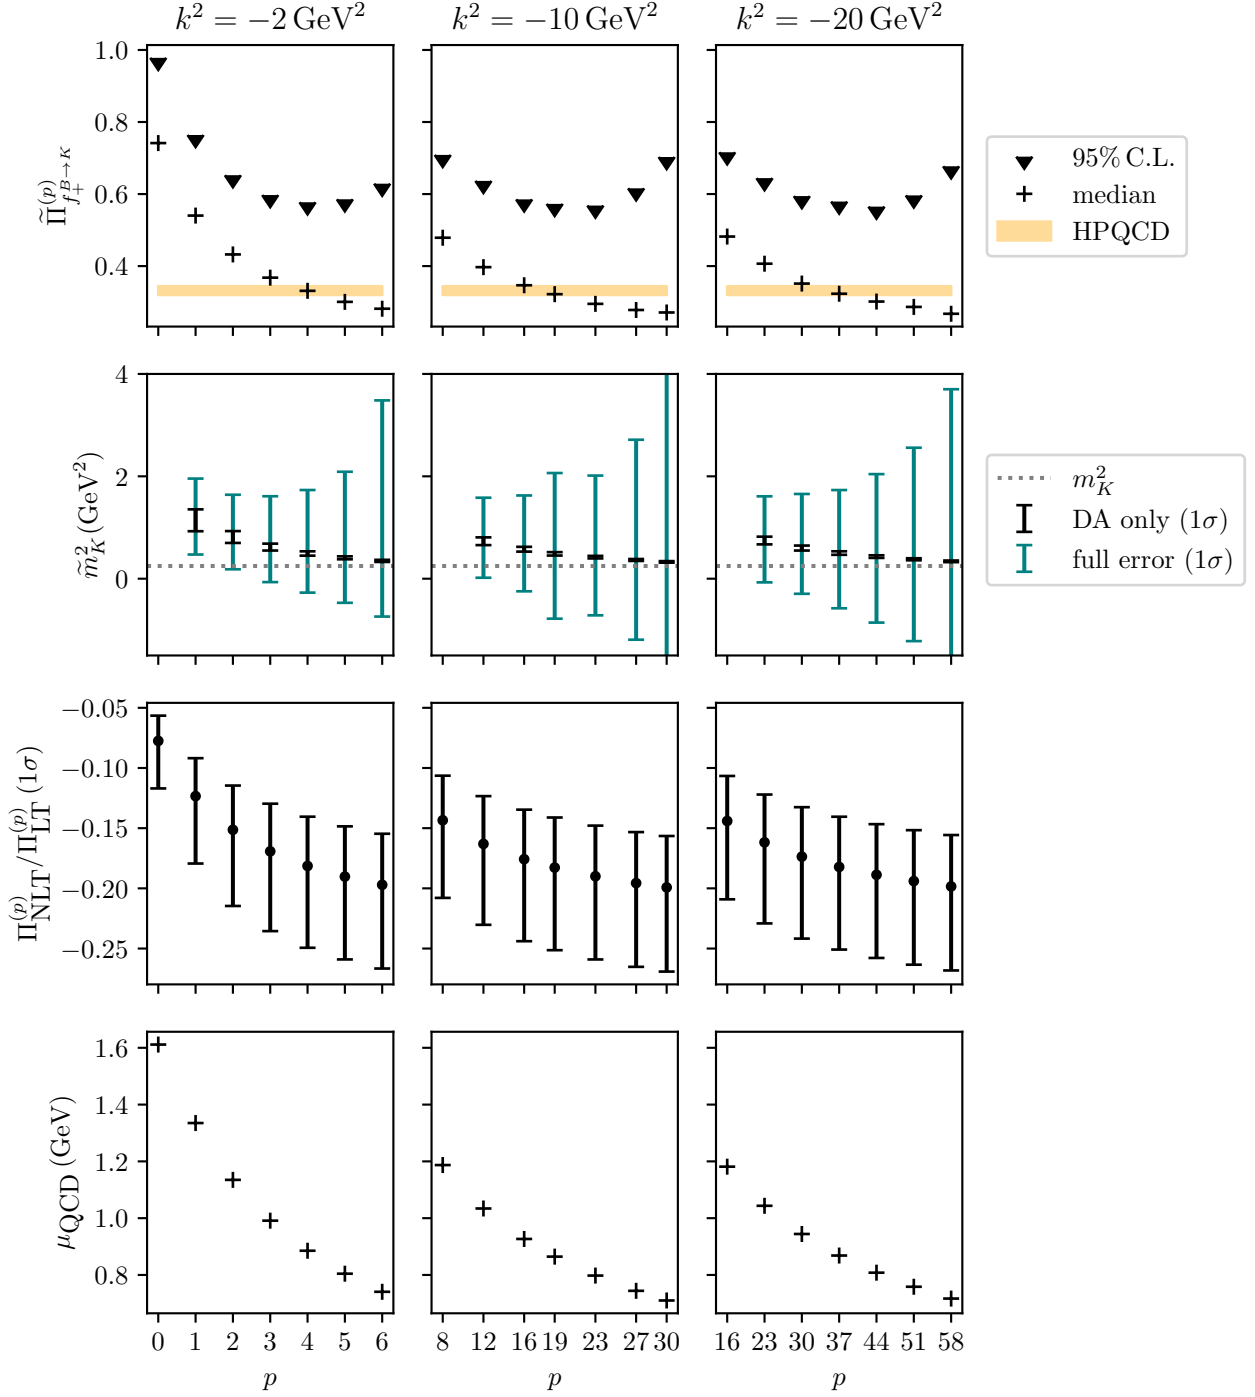 k² = −2 GeV² k² = −10 GeV² k² = −20 GeV²
1.0
0.8
0.6
0.4
Π̃^(p)_{f_+^{B→K}}
95% C.L.
median
HPQCD
4
2
0
m̃²_K (GeV²)
m²_K
DA only (1σ)
full error (1σ)
−0.05
−0.10
−0.15
−0.20
−0.25
Π^(p)_NLT/Π^(p)_LT (1σ)
1.6
1.4
1.2
1.0
0.8
μ_QCD (GeV)
0 1 2 3 4 5 6 8 12 16 19 23 27 30 16 23 30 37 44 51 58
p p p